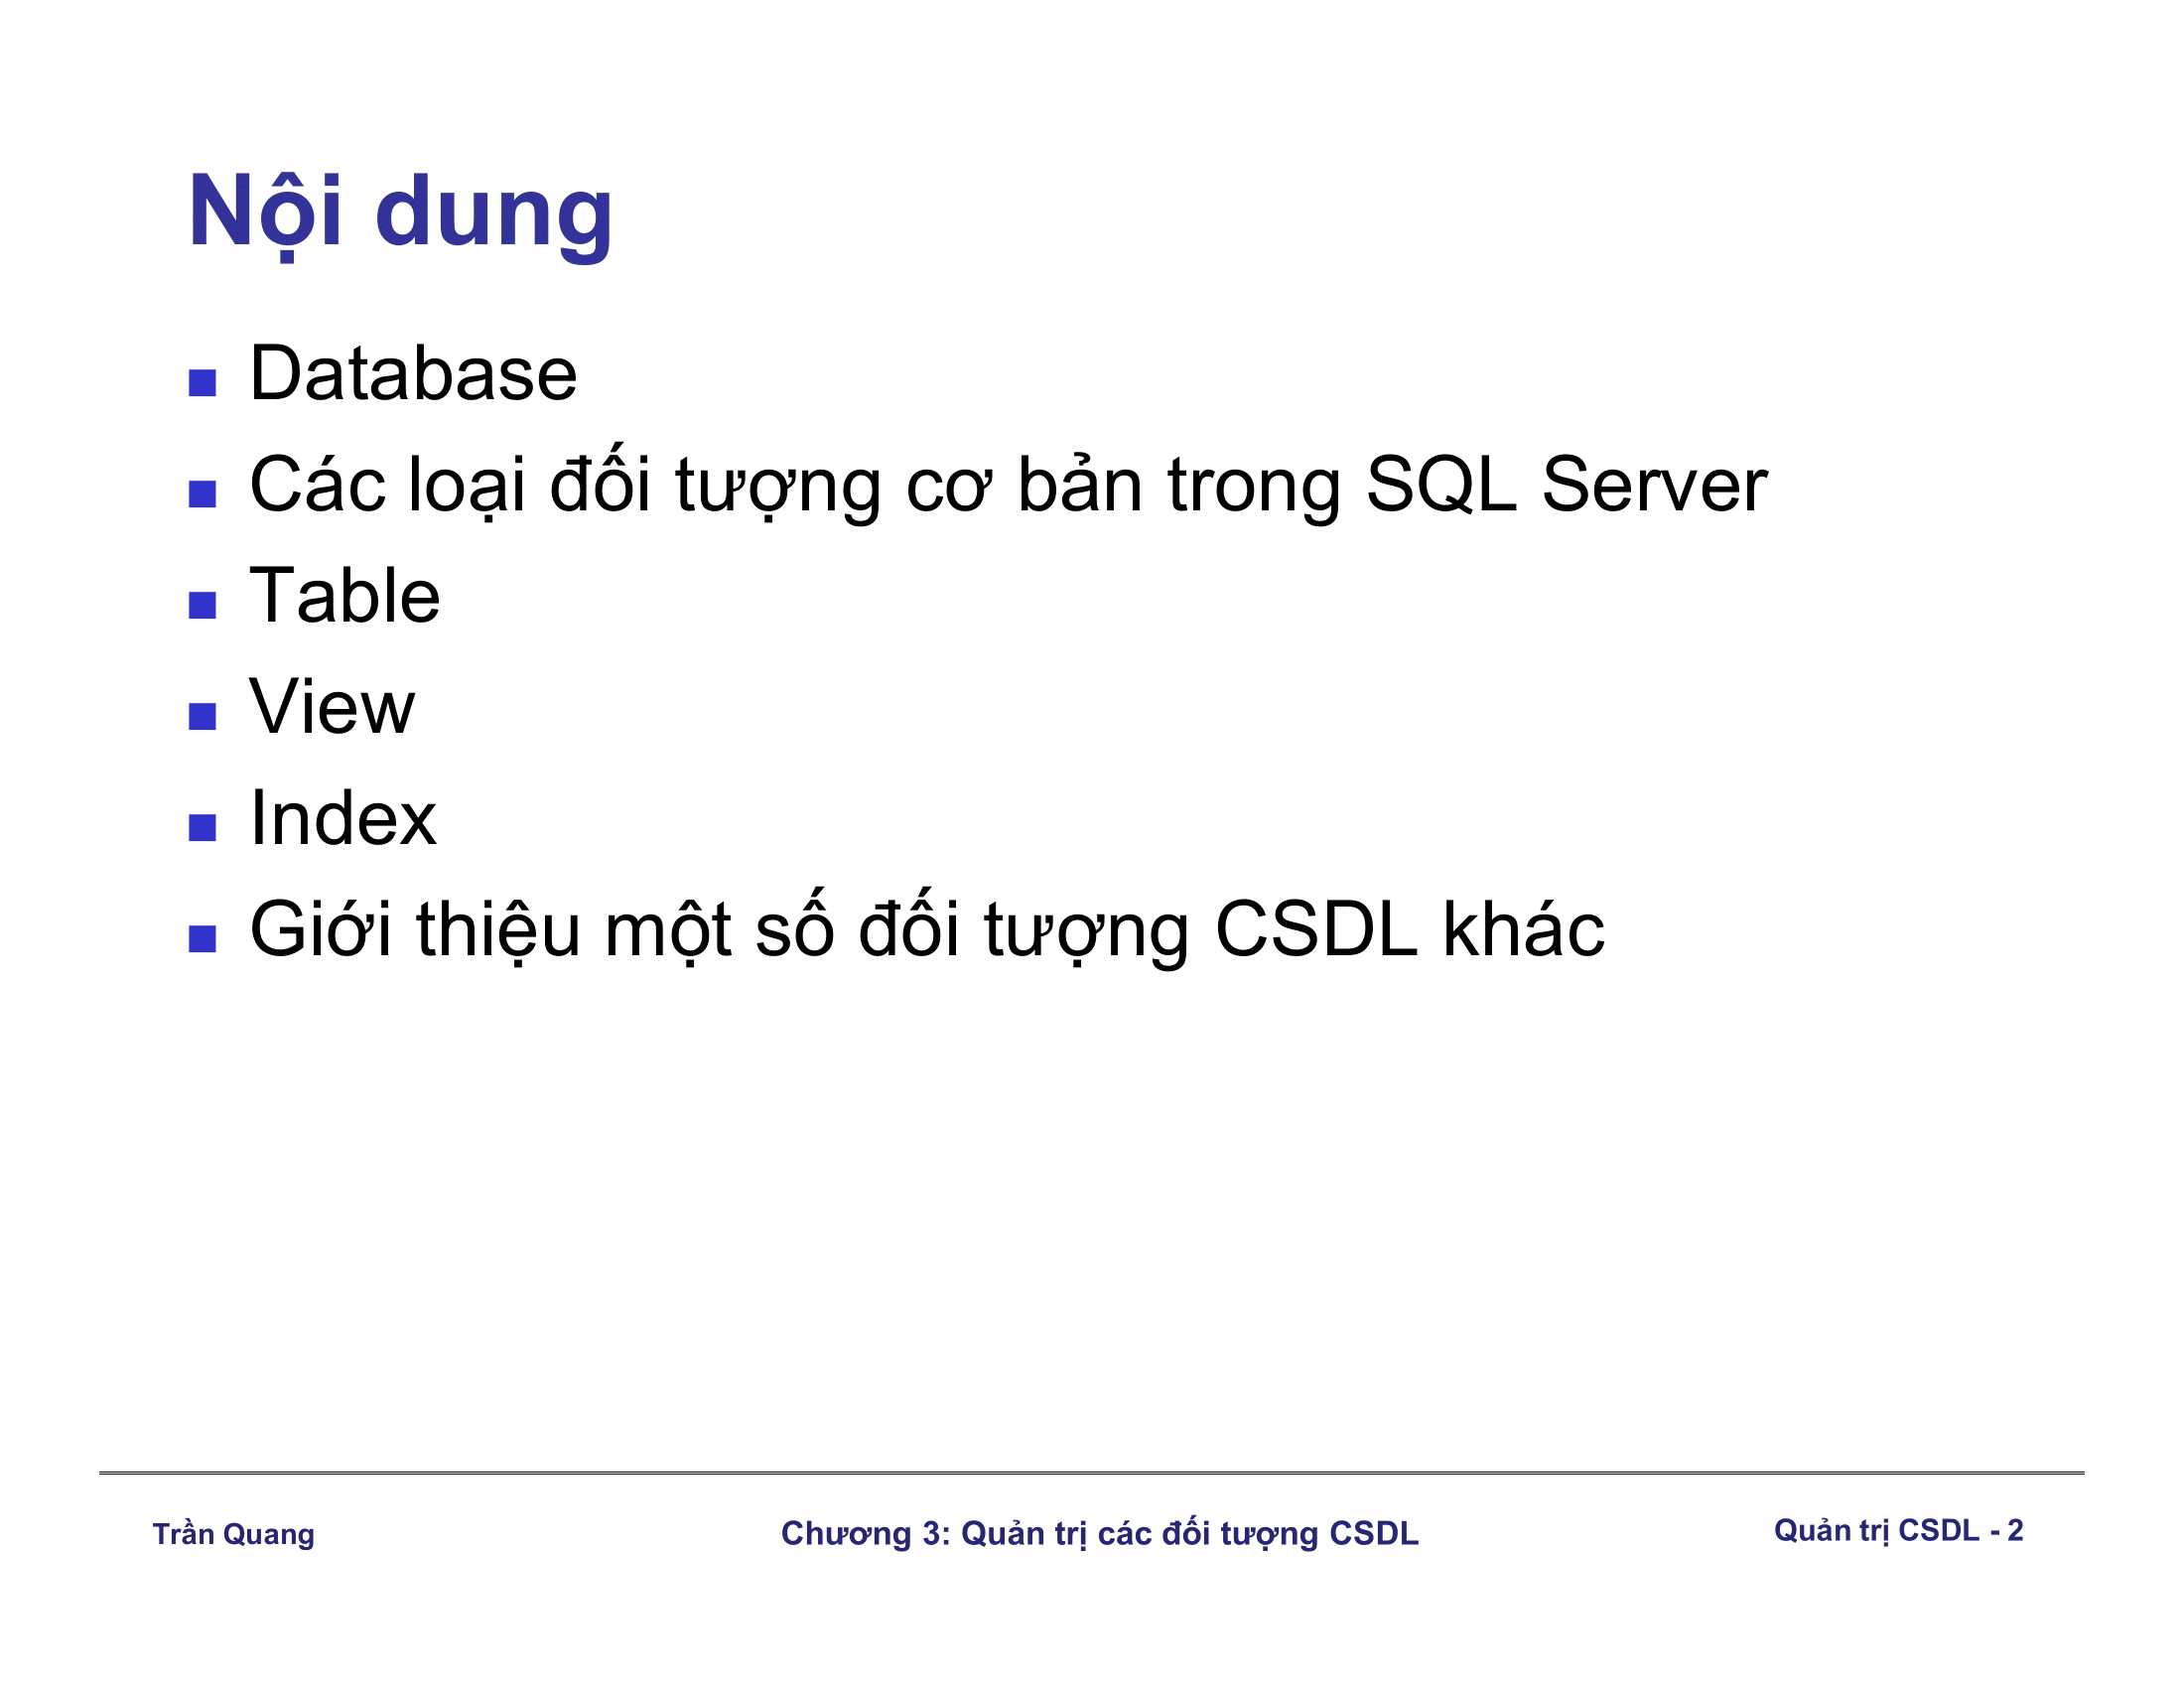 Nội dung
Database
Các loại đối tượng cơ bản trong SQL Server
Table
View
Index
Giới thiệu một số đối tượng CSDL khác
Trần Quang
Chương 3: Quản trị các đối tượng CSDL
Quản trị CSDL - 2